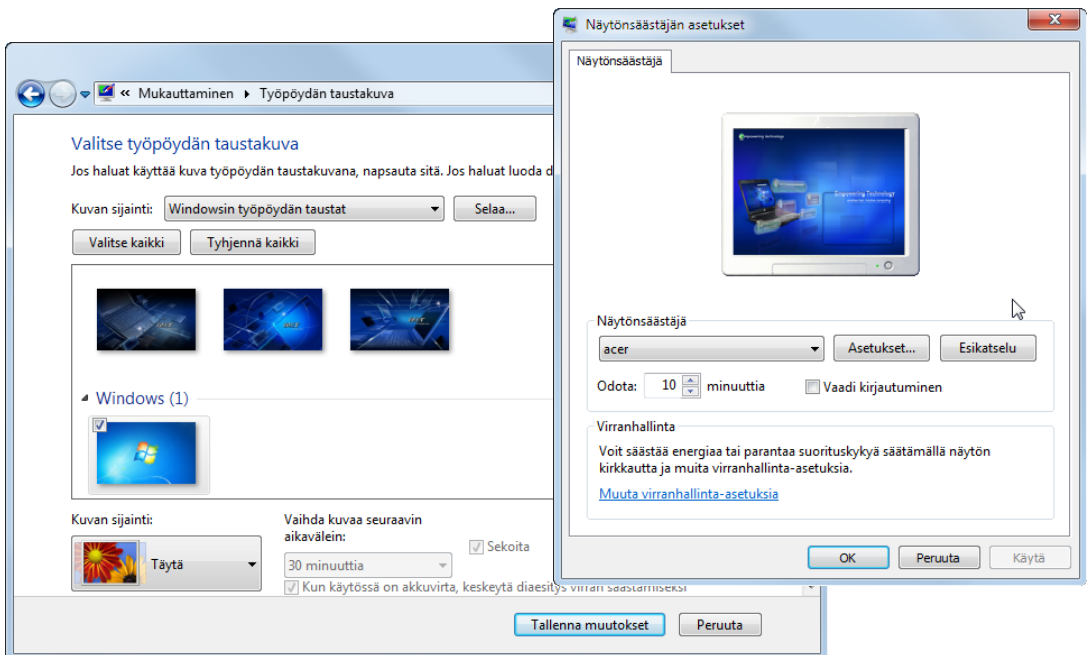 Näytönsäästäjän asetukset
Näytönsäästäjä
Empowering Technology
Näytönsäästäjä
acer
Asetukset...
Esikatselu
Odota: 10 minuuttia
Vaadi kirjautuminen
Virranhallinta
Voit säästää energiaa tai parantaa suorituskykyä säätämällä näytön
kirkkautta ja muita virranhallinta-asetuksia.
Muuta virranhallinta-asetuksia
OK
Peruuta
Käytä
« Mukauttaminen ▸ Työpöydän taustakuva
Valitse työpöydän taustakuva
Jos haluat käyttää kuva työpöydän taustakuvana, napsauta sitä. Jos haluat luoda d
Kuvan sijainti: Windowsin työpöydän taustat
Selaa...
Valitse kaikki
Tyhjennä kaikki
Windows (1)
Kuvan sijainti:
Täytä
Vaihda kuvaa seuraavin
aikavälein:
30 minuuttia
Sekoita
Kun käytössä on akkuvirta, keskeytä diaesitys virran säästämiseksi
Tallenna muutokset
Peruuta